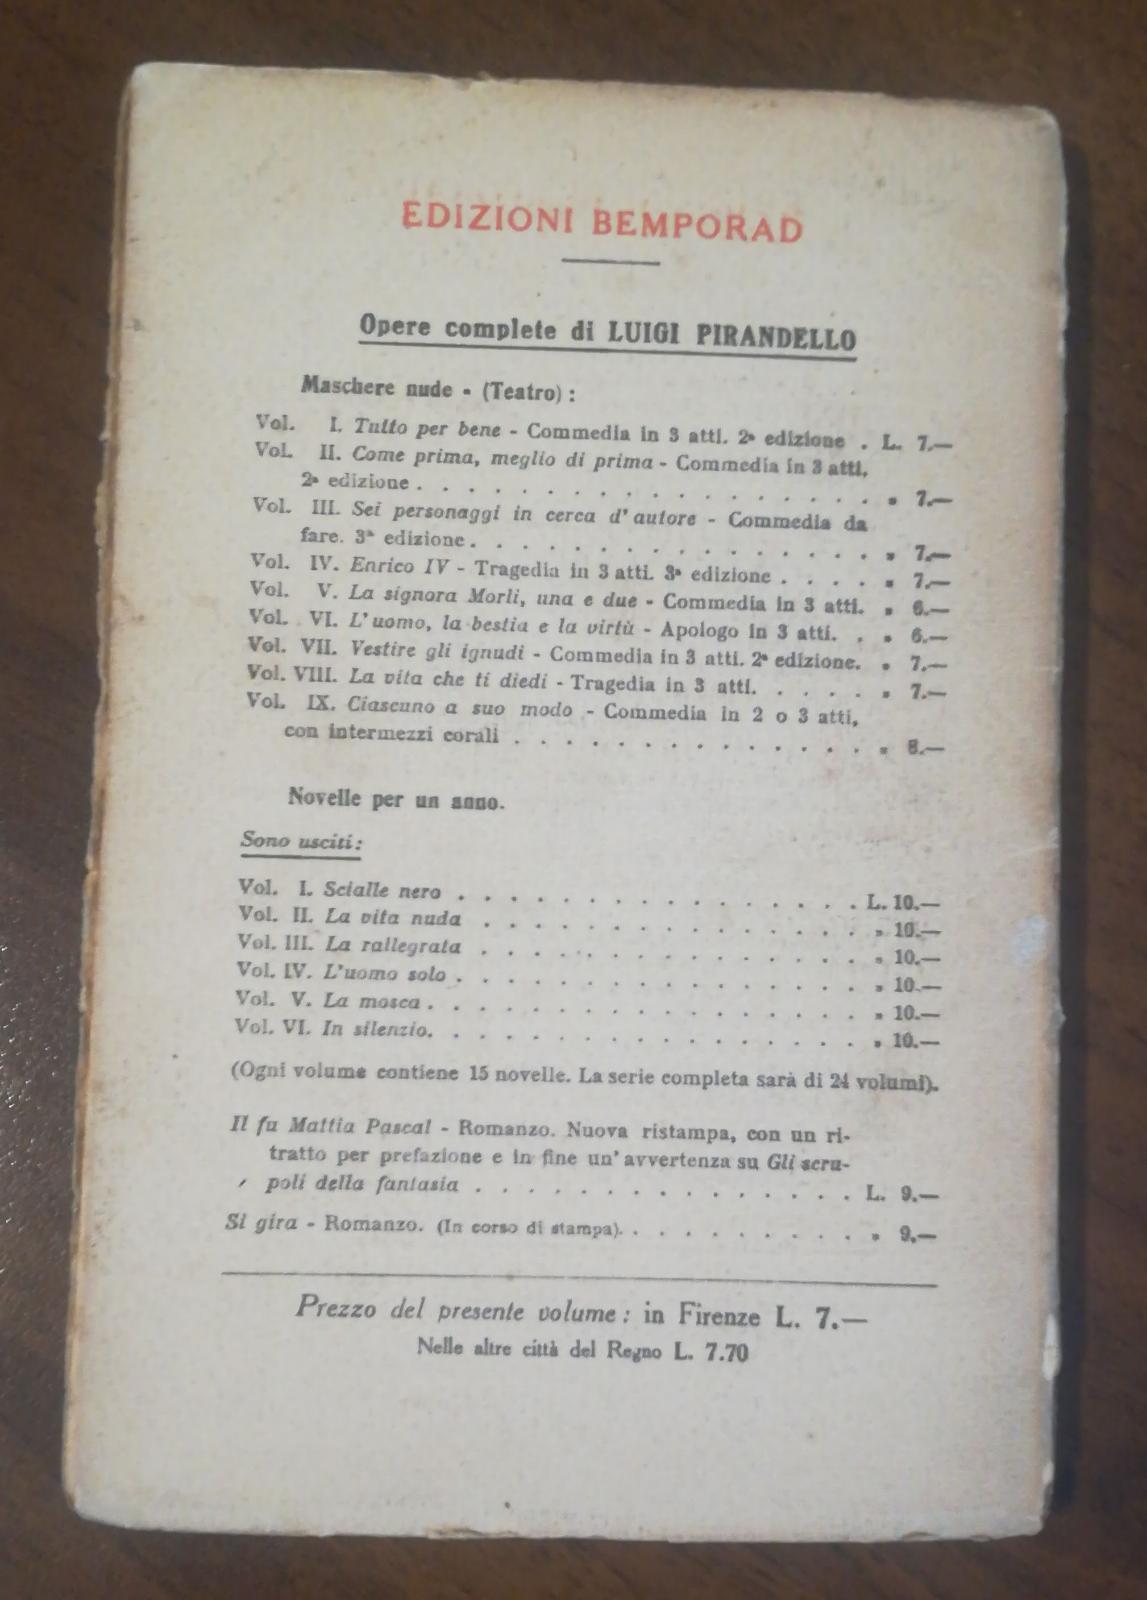 EDIZIONI BEMPORAD
Opere complete di LUIGI PIRANDELLO
Maschere nude - (Teatro) :
Vol. I. Tutto per bene - Commedia in 3 atti. 2ª edizione . L. 7.—
Vol. II. Come prima, meglio di prima - Commedia in 3 atti,
2ª edizione . . . . . . . . . . . . . . . . . . . » 7.—
Vol. III. Sei personaggi in cerca d'autore - Commedia da
fare. 3ª edizione . . . . . . . . . . . . . . . . » 7.—
Vol. IV. Enrico IV - Tragedia in 3 atti. 3ª edizione . . . . » 7.—
Vol. V. La signora Morli, una e due - Commedia in 3 atti. » 6.—
Vol. VI. L'uomo, la bestia e la virtù - Apologo in 3 atti. . » 6.—
Vol. VII. Vestire gli ignudi - Commedia in 3 atti. 2ª edizione. » 7.—
Vol. VIII. La vita che ti diedi - Tragedia in 3 atti. . . . . » 7.—
Vol. IX. Ciascuno a suo modo - Commedia in 2 o 3 atti,
con intermezzi corali . . . . . . . . . . . . . . » 8.—
Novelle per un anno.
Sono usciti:
Vol. I. Scialle nero . . . . . . . . . . . . . . . . L. 10.—
Vol. II. La vita nuda . . . . . . . . . . . . . . . » 10.—
Vol. III. La rallegrata . . . . . . . . . . . . . . . » 10.—
Vol. IV. L'uomo solo . . . . . . . . . . . . . . . . » 10.—
Vol. V. La mosca . . . . . . . . . . . . . . . . . » 10.—
Vol. VI. In silenzio. . . . . . . . . . . . . . . . . » 10.—
(Ogni volume contiene 15 novelle. La serie completa sarà di 24 volumi).
Il fu Mattia Pascal - Romanzo. Nuova ristampa, con un ri-
tratto per prefazione e in fine un'avvertenza su Gli scru-
poli della fantasia . . . . . . . . . . . . . . . L. 9.—
Si gira - Romanzo. (In corso di stampa). . . . . . . . . . » 9.—
Prezzo del presente volume : in Firenze L. 7.—
Nelle altre città del Regno L. 7.70